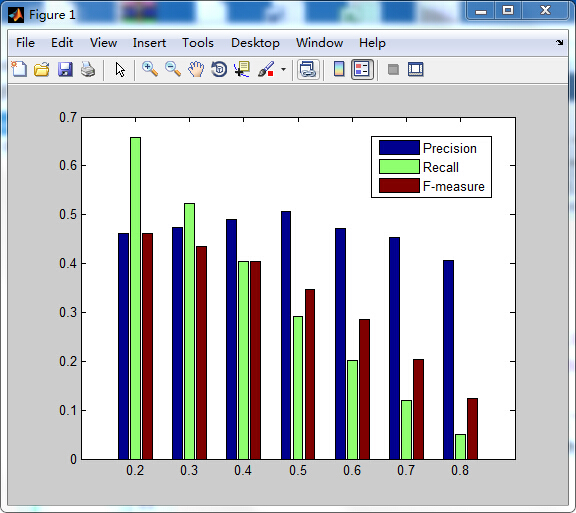 Figure 1
File Edit View Insert Tools Desktop Window Help
0.7
0.6
0.5
0.4
0.3
0.2
0.1
0
Precision
Recall
F-measure
0.2 0.3 0.4 0.5 0.6 0.7 0.8